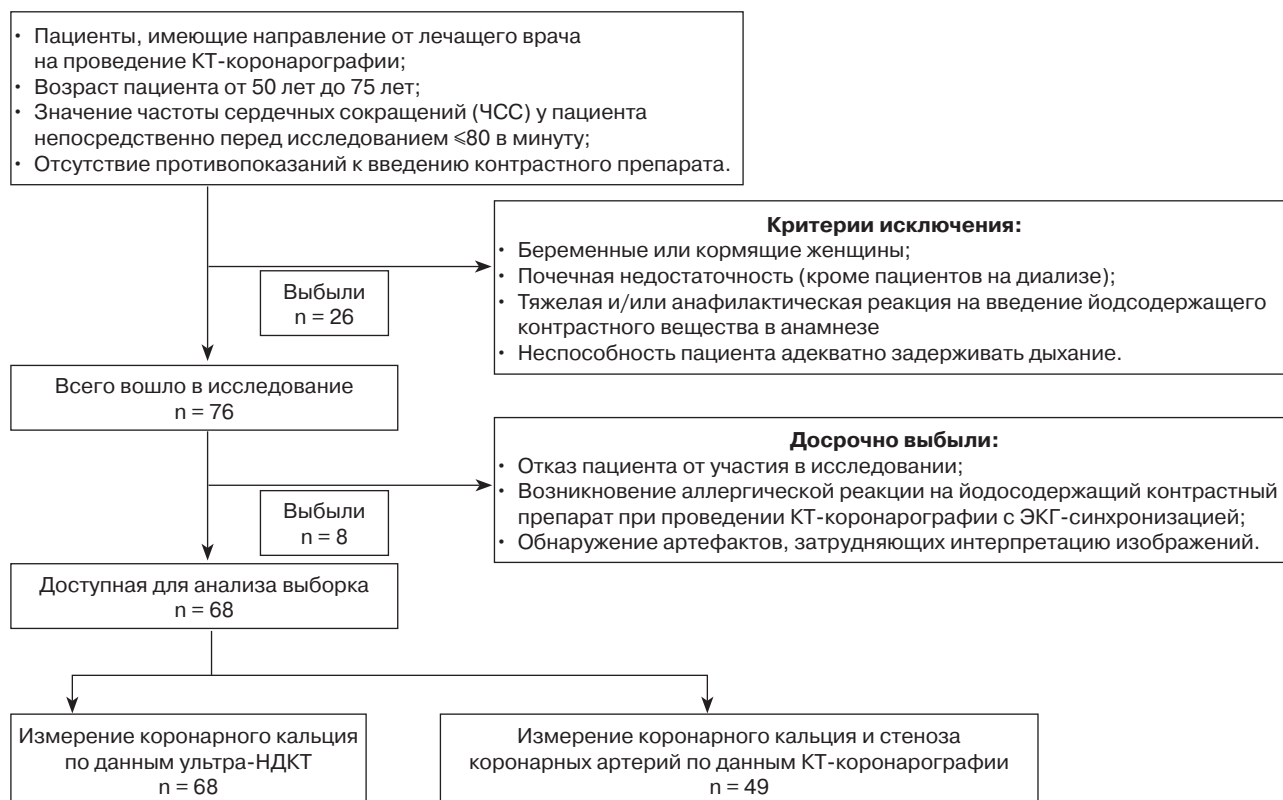 • Пациенты, имеющие направление от лечащего врача
на проведение КТ-коронарографии;
• Возраст пациента от 50 лет до 75 лет;
• Значение частоты сердечных сокращений (ЧСС) у пациента
непосредственно перед исследованием ⩽80 в минуту;
• Отсутствие противопоказаний к введению контрастного препарата.
Критерии исключения:
• Беременные или кормящие женщины;
• Почечная недостаточность (кроме пациентов на диализе);
• Тяжелая и/или анафилактическая реакция на введение йодсодержащего
контрастного вещества в анамнезе
• Неспособность пациента адекватно задерживать дыхание.
Выбыли
n = 26
Всего вошло в исследование
n = 76
Досрочно выбыли:
• Отказ пациента от участия в исследовании;
• Возникновение аллергической реакции на йодосодержащий контрастный
препарат при проведении КТ-коронарографии с ЭКГ-синхронизацией;
• Обнаружение артефактов, затрудняющих интерпретацию изображений.
Выбыли
n = 8
Доступная для анализа выборка
n = 68
Измерение коронарного кальция
по данным ультра-НДКТ
n = 68
Измерение коронарного кальция и стеноза
коронарных артерий по данным КТ-коронарографии
n = 49